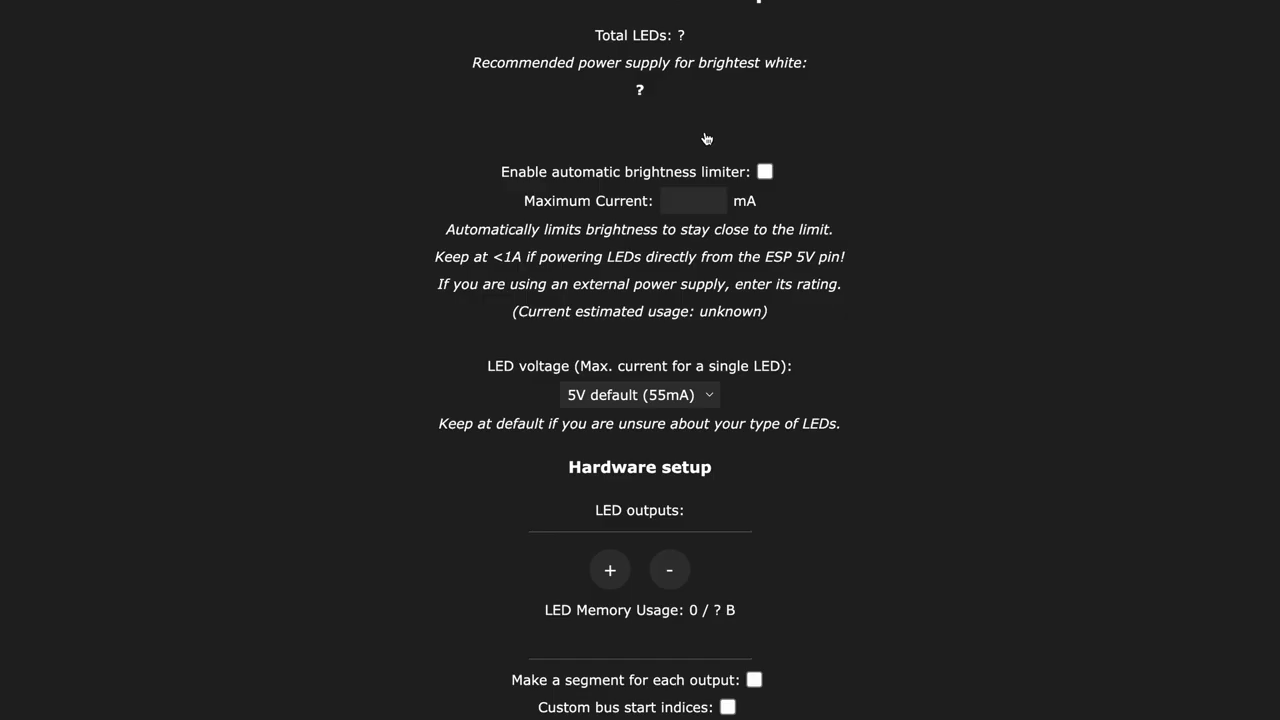 Total LEDs: ?
Recommended power supply for brightest white:
?
Enable automatic brightness limiter:
Maximum Current: mA
Automatically limits brightness to stay close to the limit.
Keep at <1A if powering LEDs directly from the ESP 5V pin!
If you are using an external power supply, enter its rating.
(Current estimated usage: unknown)
LED voltage (Max. current for a single LED):
5V default (55mA)
Keep at default if you are unsure about your type of LEDs.
Hardware setup
LED outputs:
+ -
LED Memory Usage: 0 / ? B
Make a segment for each output:
Custom bus start indices: